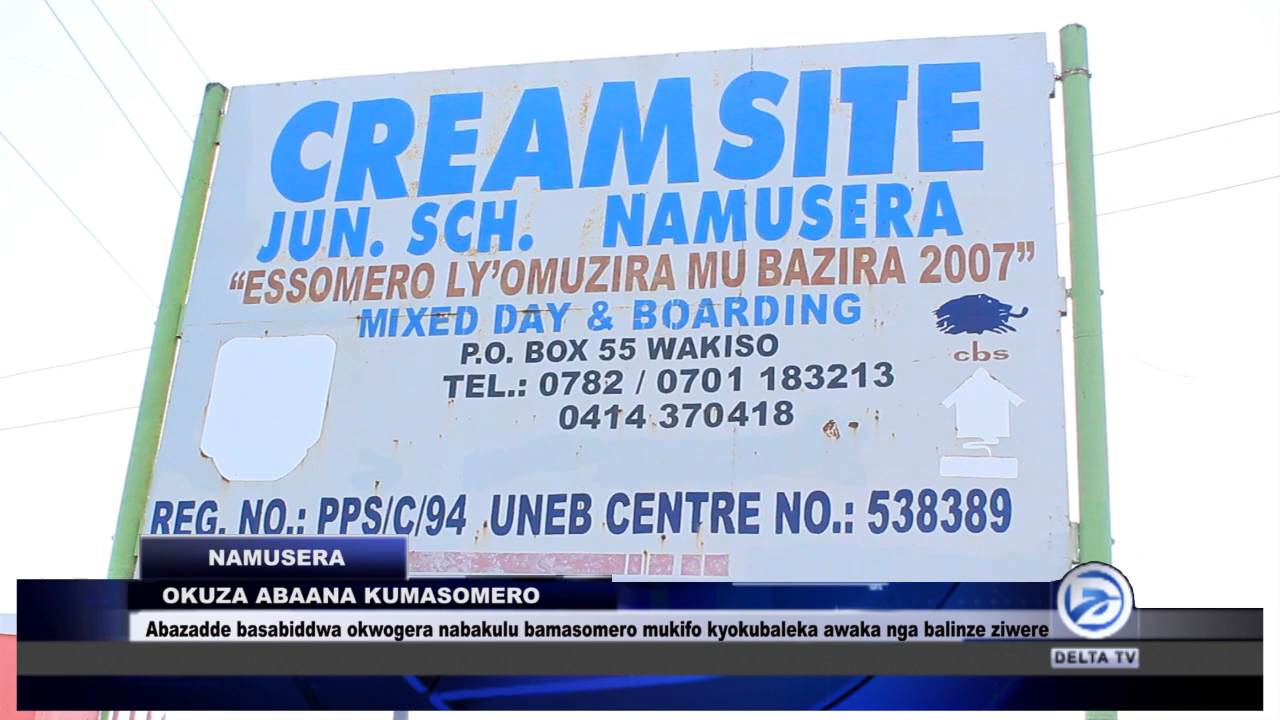 CREAM SITE
JUN. SCH. NAMUSERA
“ESSOMERO LY’OMUZIRA MU BAZIRA 2007”
MIXED DAY & BOARDING
P.O. BOX 55 WAKISO
TEL.: 0782 / 0701 183213
0414 370418
cbs
REG. NO.: PPS/C/94 UNEB CENTRE NO.: 538389
NAMUSERA
OKUZA ABAANA KUMASOMERO
Abazadde basabiddwa okwogera nabakulu bamasomero mukifo kyokubaleka awaka nga balinze ziwere
DELTA TV